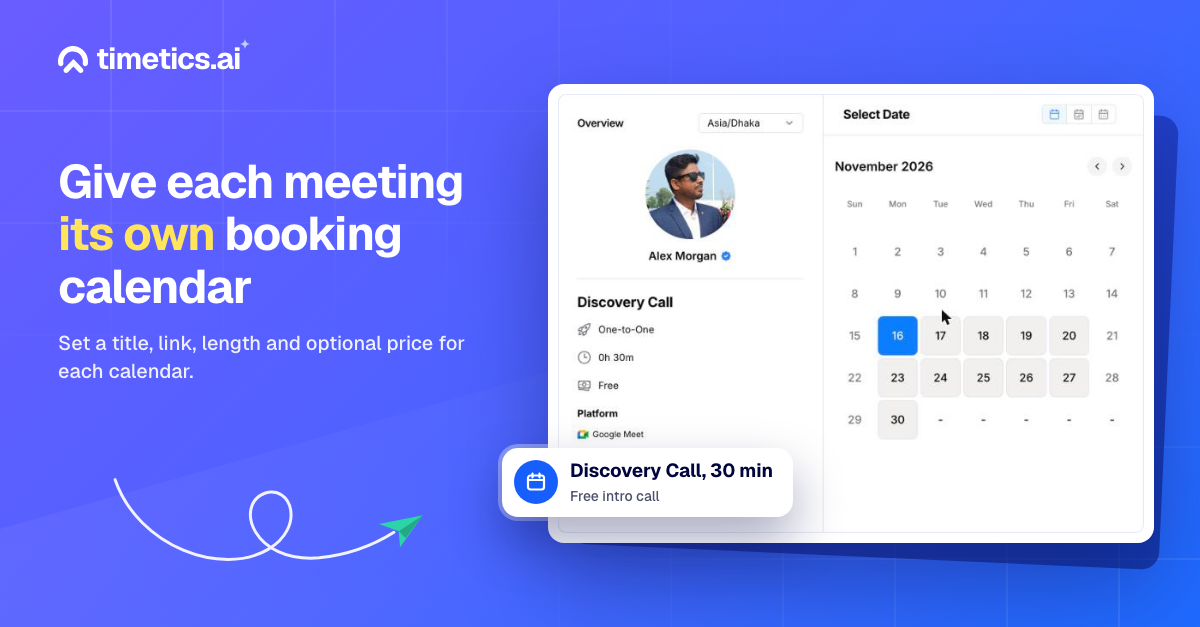 timetics.ai
Give each meeting
its own booking
calendar
Set a title, link, length and optional price for
each calendar.
Overview
Asia/Dhaka
Alex Morgan
Discovery Call
One-to-One
0h 30m
Free
Platform
Google Meet
Discovery Call, 30 min
Free intro call
Select Date
November 2026
Sun Mon Tue Wed Thu Fri Sat
1 2 3 4 5 6 7
8 9 10 11 12 13 14
15 16 17 18 19 20 21
22 23 24 25 26 27 28
29 30 - - - - -